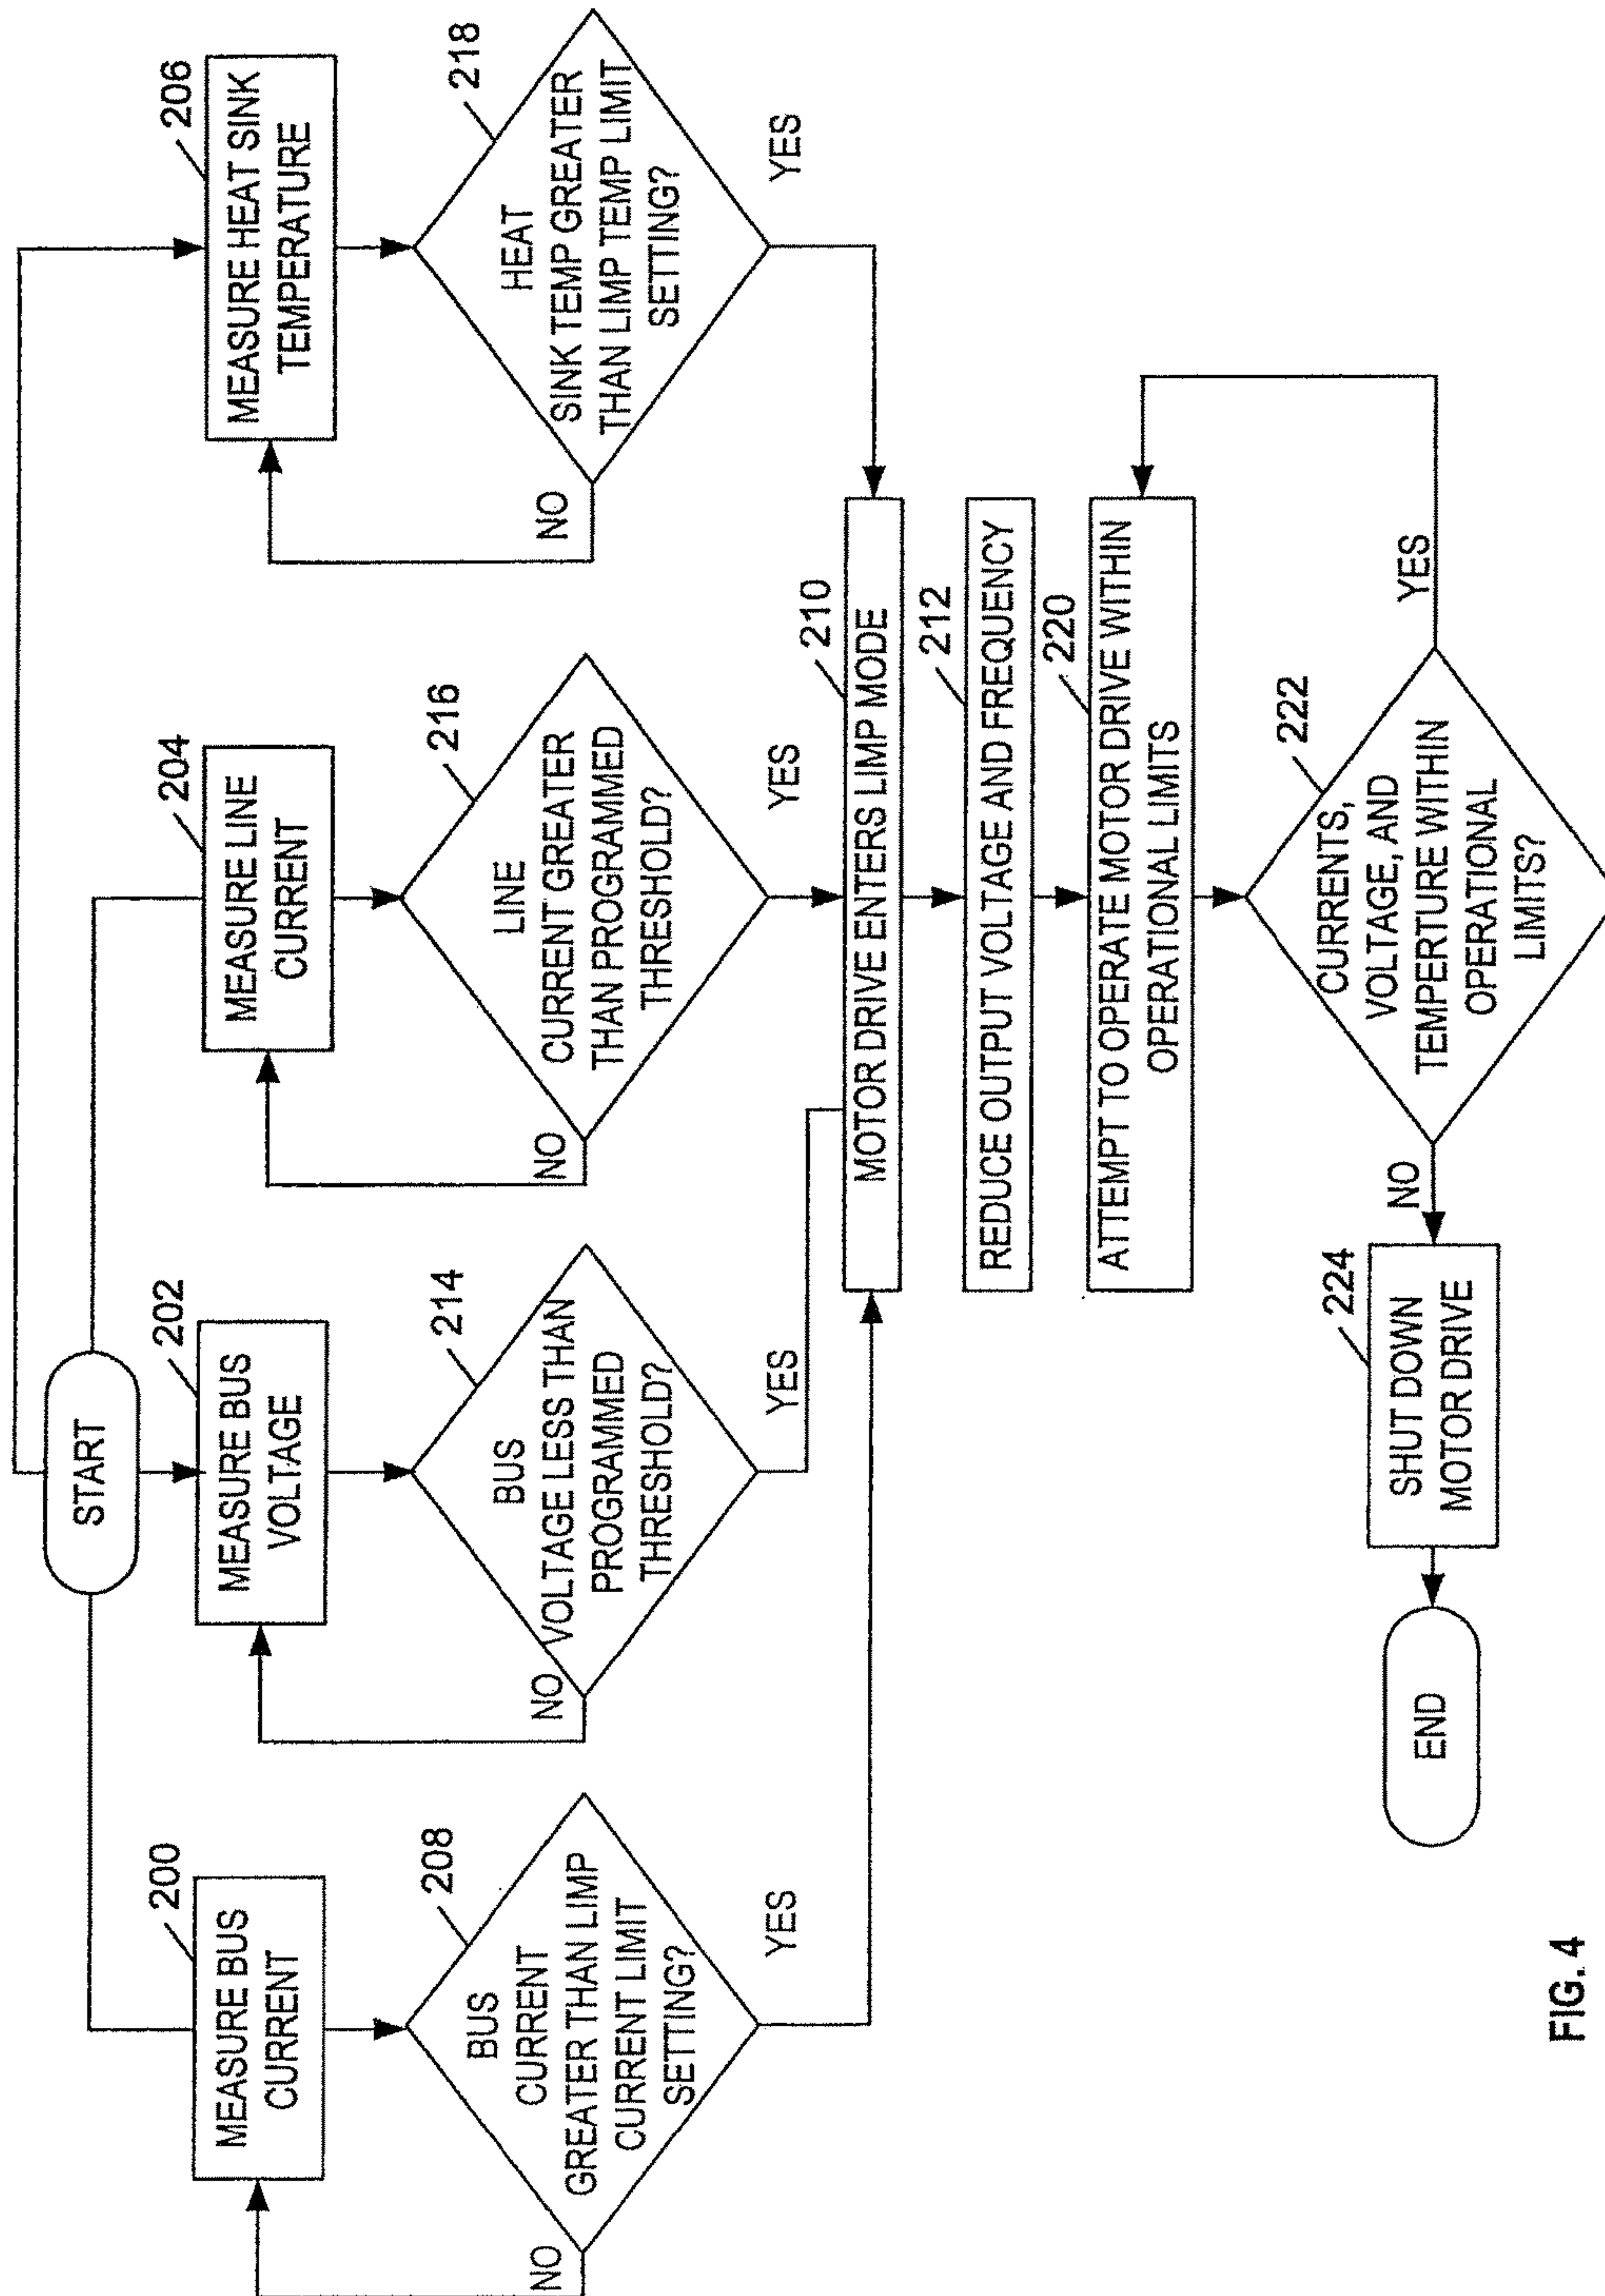 START
200
MEASURE BUS
CURRENT
202
MEASURE BUS
VOLTAGE
204
MEASURE LINE
CURRENT
206
MEASURE HEAT SINK
TEMPERATURE
208
BUS
CURRENT
GREATER THAN LIMP
CURRENT LIMIT
SETTING?
NO
YES
214
BUS
VOLTAGE LESS THAN
PROGRAMMED
THRESHOLD?
NO
YES
216
LINE
CURRENT GREATER
THAN PROGRAMMED
THRESHOLD?
NO
YES
218
HEAT
SINK TEMP GREATER
THAN LIMP TEMP LIMIT
SETTING?
NO
YES
210
MOTOR DRIVE ENTERS LIMP MODE
212
REDUCE OUTPUT VOLTAGE AND FREQUENCY
220
ATTEMPT TO OPERATE MOTOR DRIVE WITHIN
OPERATIONAL LIMITS
222
CURRENTS,
VOLTAGE, AND
TEMPERTURE WITHIN
OPERATIONAL
LIMITS?
YES
NO
224
SHUT DOWN
MOTOR DRIVE
END
FIG. 4